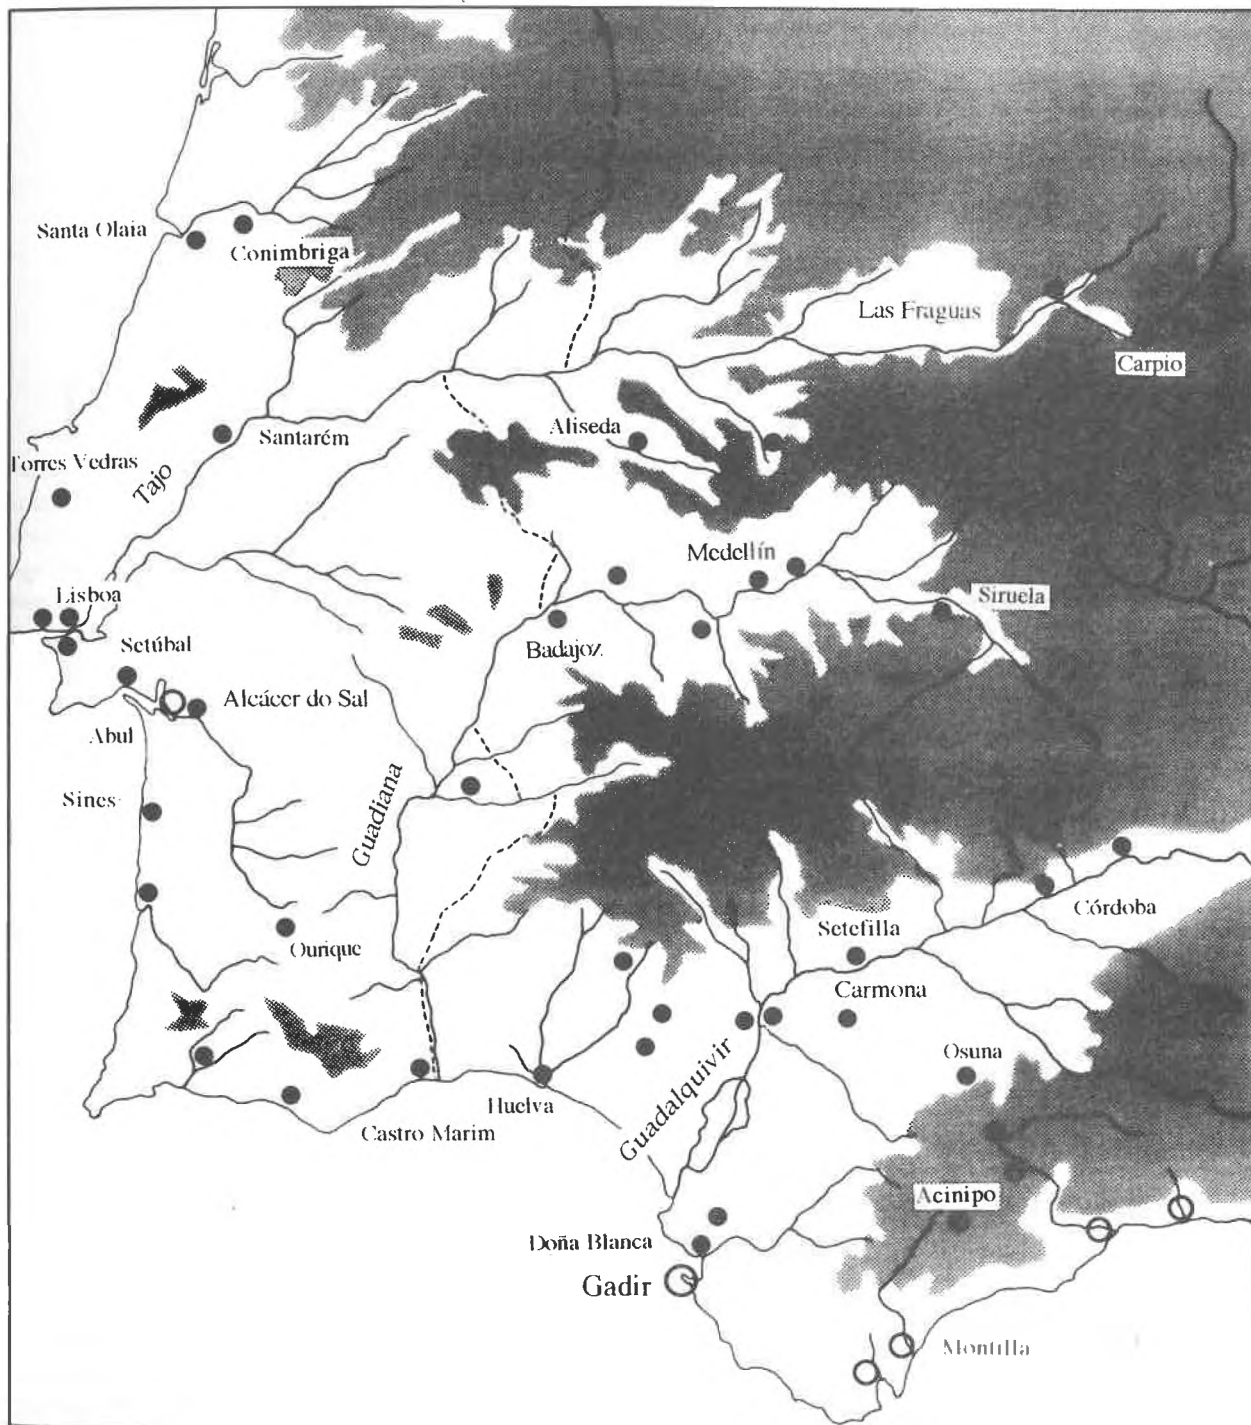 Santa Olaia
Conimbriga
Las Fraguas
Carpio
Santarém
Aliseda
Torres Vedras
Tajo
Medellín
Lisboa
Siruela
Setúbal
Badajoz
Alcácer do Sal
Abul
Sines
Guadiana
Setefilla
Córdoba
Ourique
Carmona
Osuna
Guadalquivir
Huelva
Castro Marim
Acinipo
Doña Blanca
Gadir
Montilla